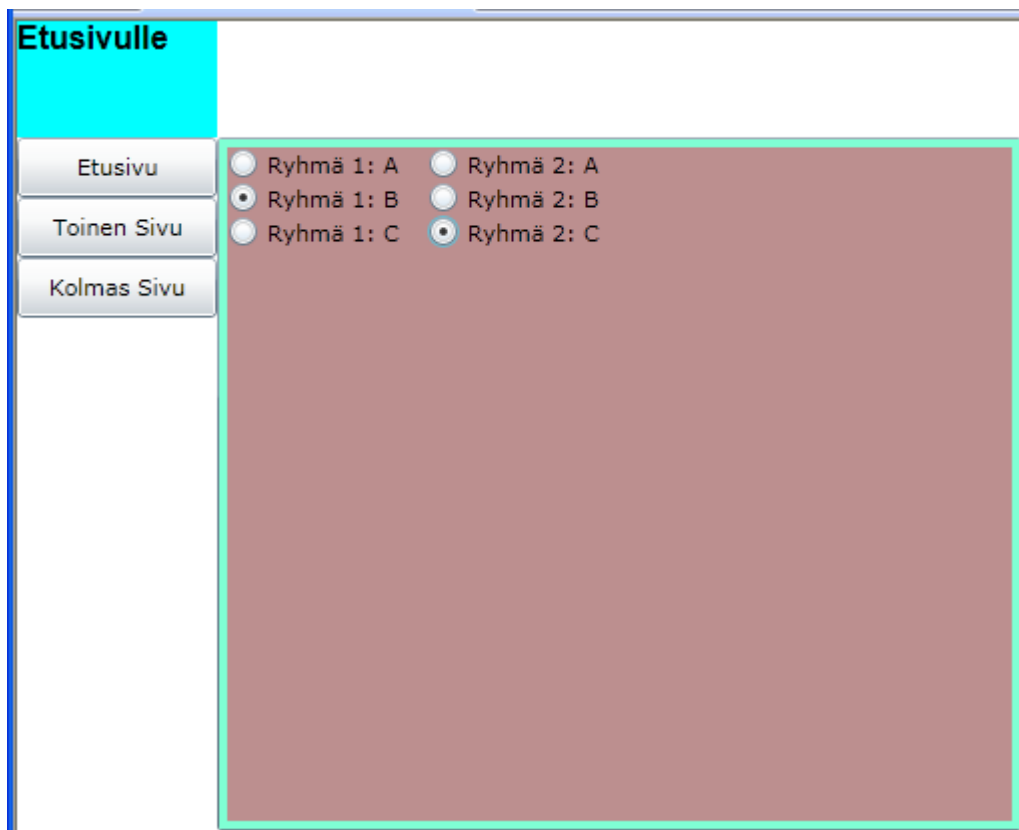 Etusivulle
Etusivu
Toinen Sivu
Kolmas Sivu
Ryhmä 1: A Ryhmä 2: A
Ryhmä 1: B Ryhmä 2: B
Ryhmä 1: C Ryhmä 2: C